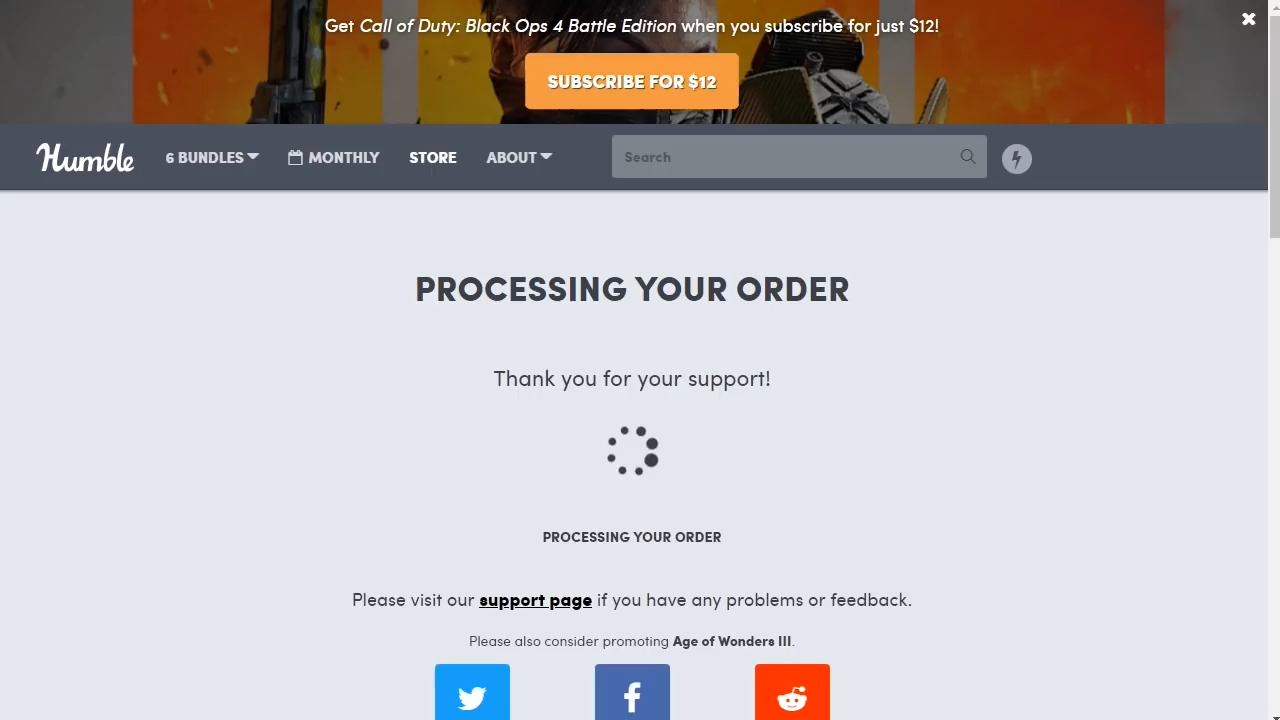 Get Call of Duty: Black Ops 4 Battle Edition when you subscribe for just $12!
SUBSCRIBE FOR $12
Humble
6 BUNDLES
MONTHLY
STORE
ABOUT
Search
PROCESSING YOUR ORDER
Thank you for your support!
PROCESSING YOUR ORDER
Please visit our support page if you have any problems or feedback.
Please also consider promoting Age of Wonders III.